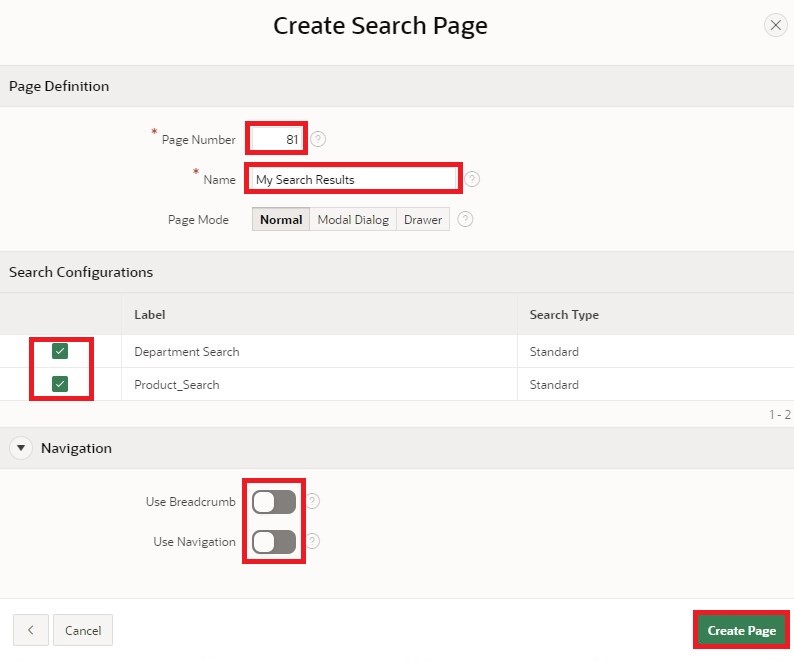 Create Search Page
Page Definition
* Page Number 81 ?
* Name My Search Results ?
Page Mode Normal Modal Dialog Drawer ?
Search Configurations
Label Search Type
Department Search Standard
Product_Search Standard
1 - 2
Navigation
Use Breadcrumb ?
Use Navigation ?
Cancel Create Page